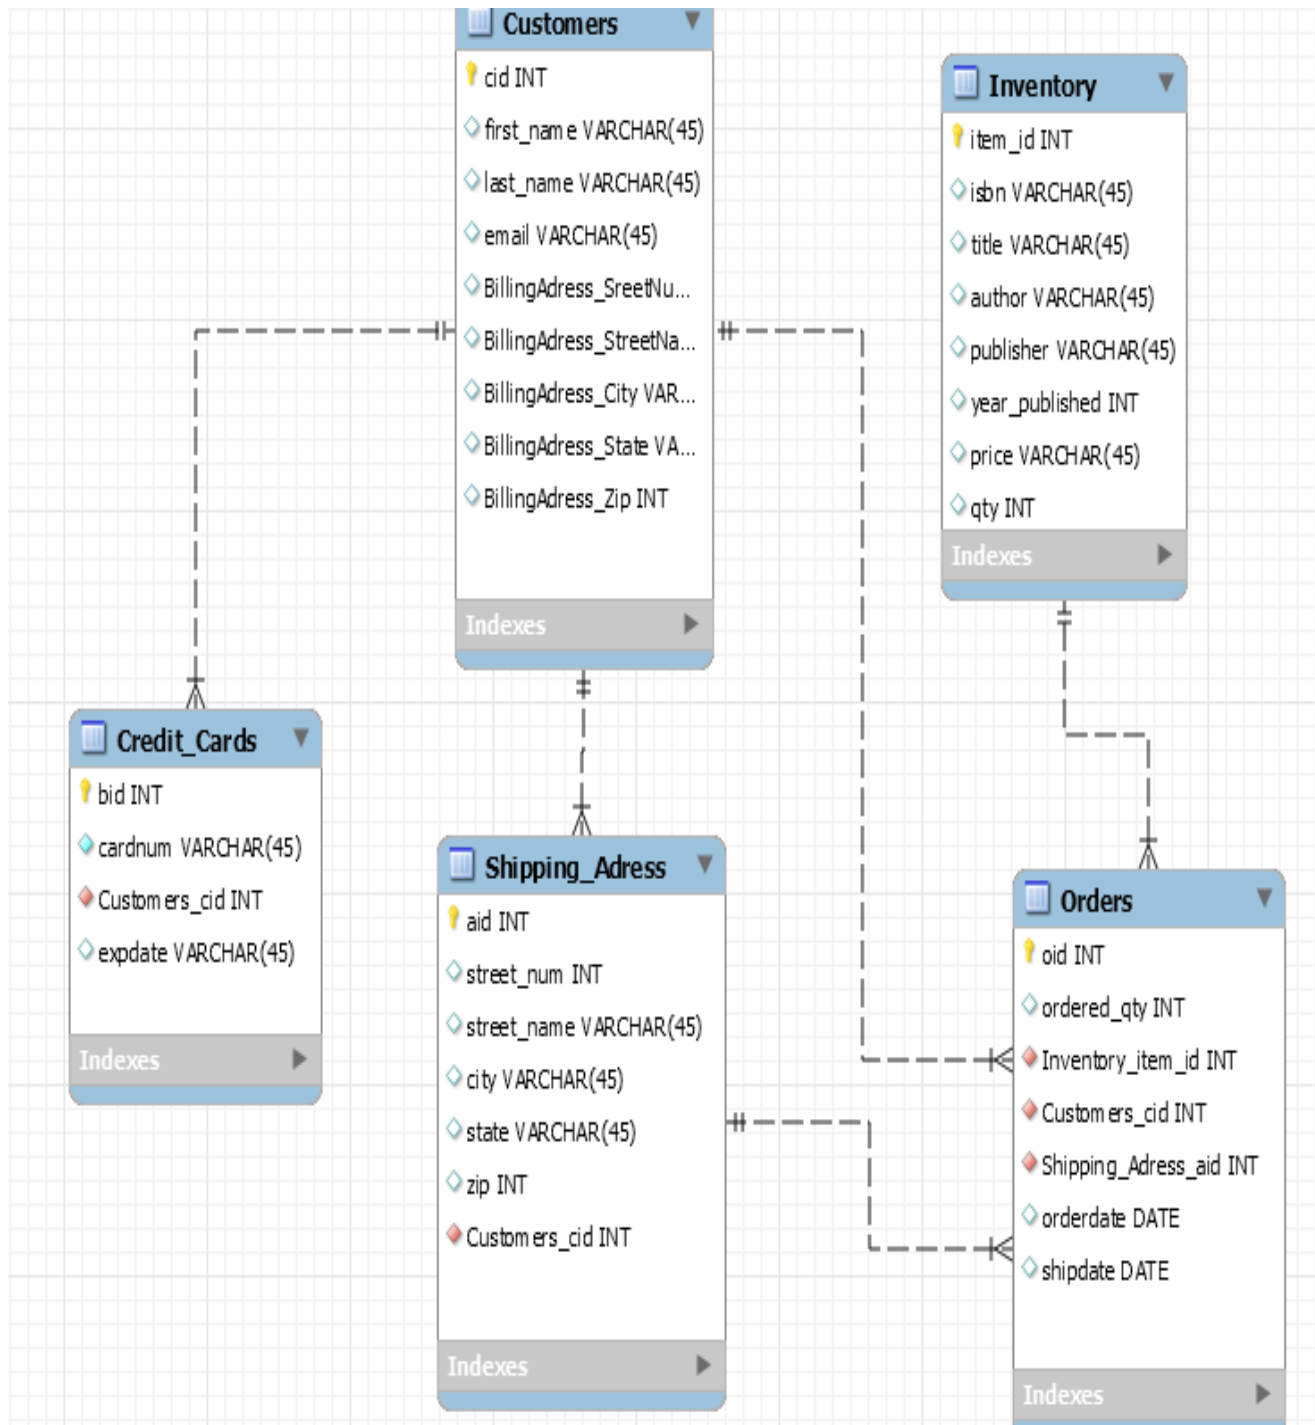 Customers
cid INT
first_name VARCHAR(45)
last_name VARCHAR(45)
email VARCHAR(45)
BillingAdress_SreetNu...
BillingAdress_StreetNa...
BillingAdress_City VAR...
BillingAdress_State VA...
BillingAdress_Zip INT
Indexes
Inventory
item_id INT
isbn VARCHAR(45)
title VARCHAR(45)
author VARCHAR(45)
publisher VARCHAR(45)
year_published INT
price VARCHAR(45)
qty INT
Indexes
Credit_Cards
bid INT
cardnum VARCHAR(45)
Customers_cid INT
expdate VARCHAR(45)
Indexes
Shipping_Adress
aid INT
street_num INT
street_name VARCHAR(45)
city VARCHAR(45)
state VARCHAR(45)
zip INT
Customers_cid INT
Indexes
Orders
oid INT
ordered_qty INT
Inventory_item_id INT
Customers_cid INT
Shipping_Adress_aid INT
orderdate DATE
shipdate DATE
Indexes